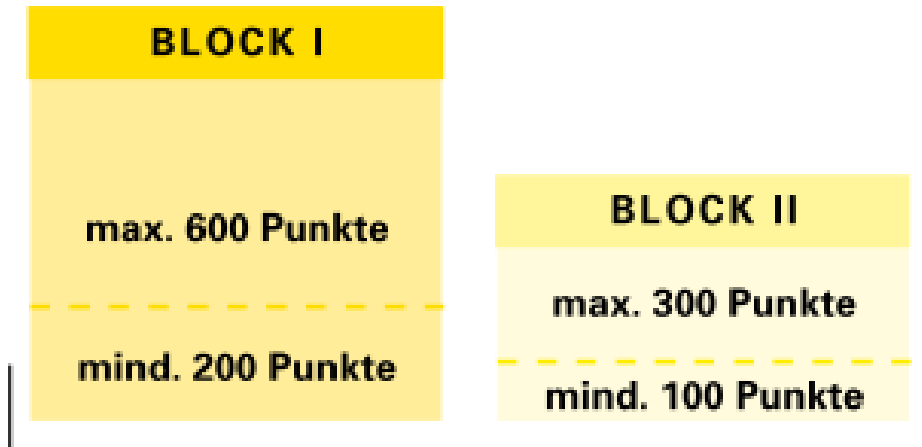 BLOCK I
max. 600 Punkte
mind. 200 Punkte
BLOCK II
max. 300 Punkte
mind. 100 Punkte